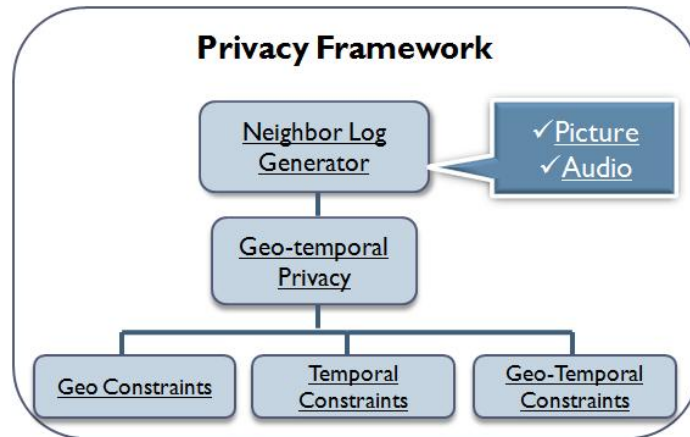 Privacy Framework
Neighbor Log
Generator
✓Picture
✓Audio
Geo-temporal
Privacy
Geo Constraints
Temporal
Constraints
Geo-Temporal
Constraints